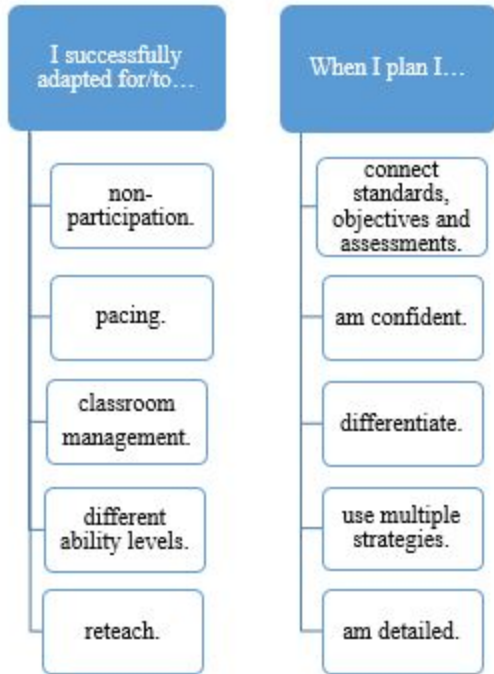 I successfully
adapted for/to…
non-
participation.
pacing.
classroom
management.
different
ability levels.
reteach.
When I plan I…
connect
standards,
objectives and
assessments.
am confident.
differentiate.
use multiple
strategies.
am detailed.